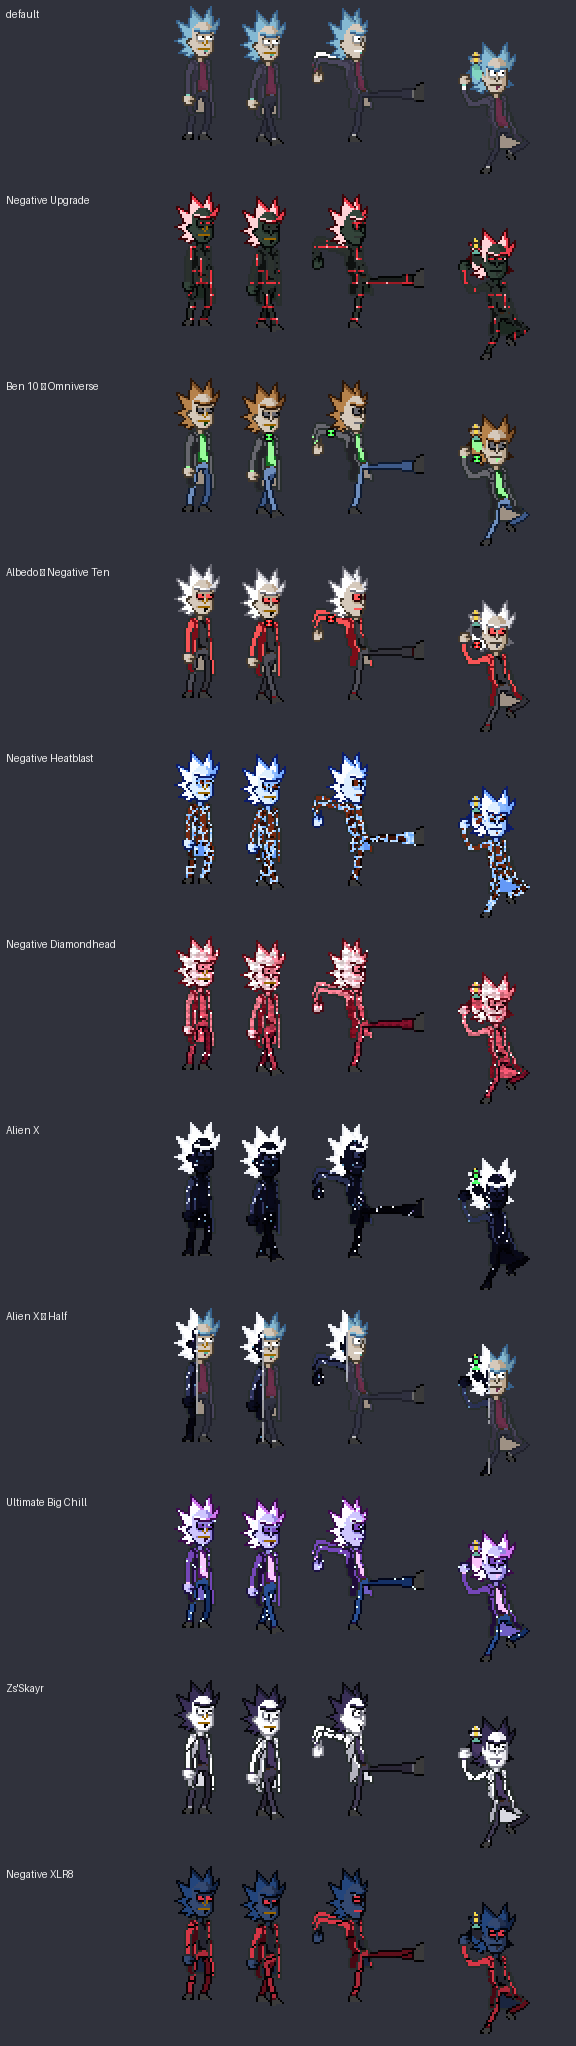 default
Negative Upgrade
Ben 10 Omniverse
Albedo Negative Ten
Negative Heatblast
Negative Diamondhead
Alien X
Alien X Half
Ultimate Big Chill
Zs'Skayr
Negative XLR8